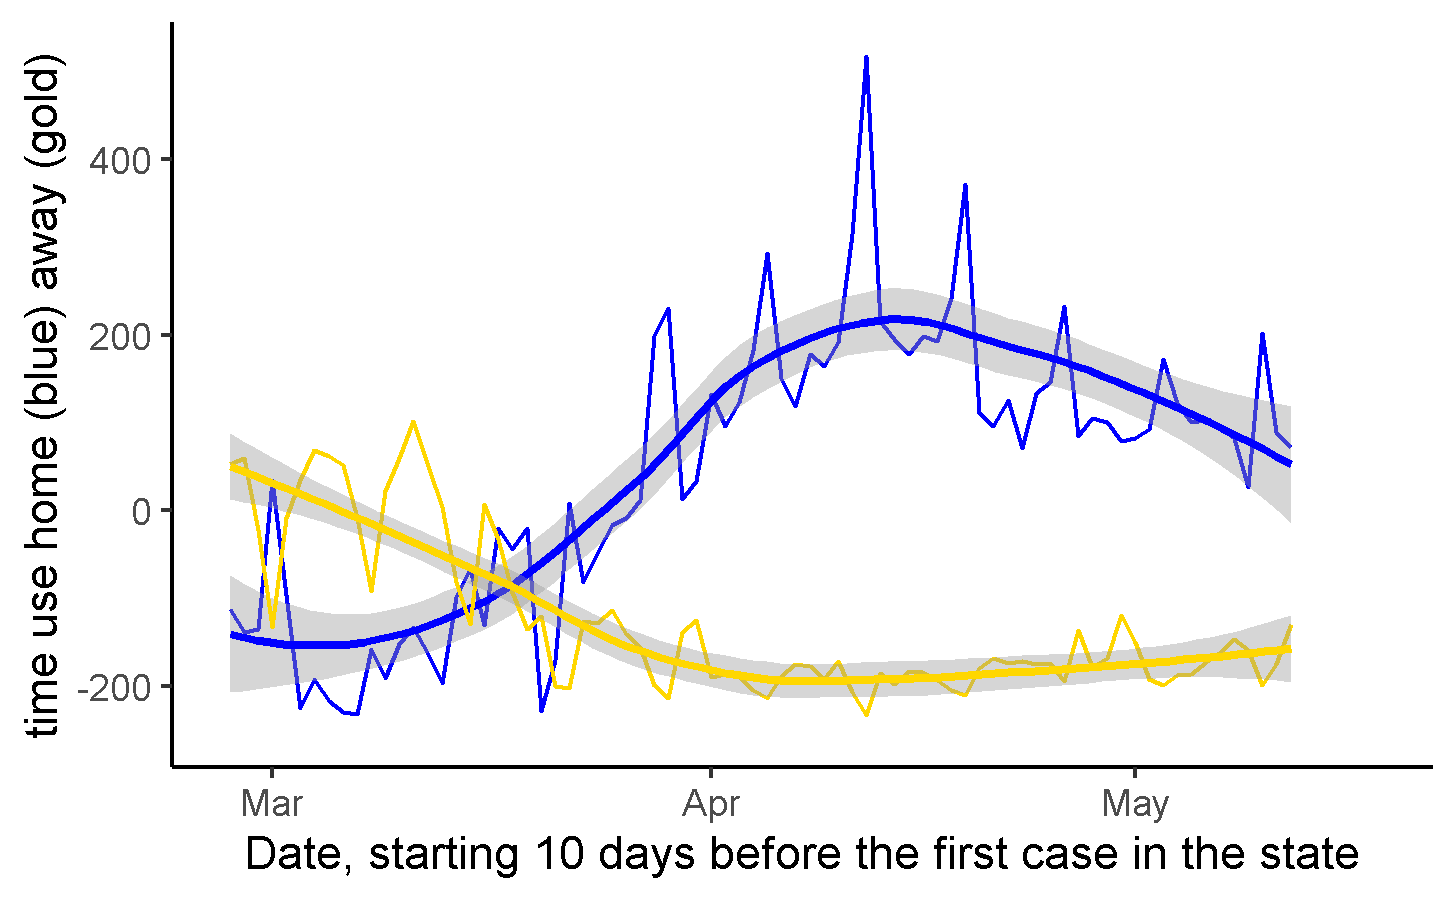 time use home (blue) away (gold)
400
200
0
-200
Mar Apr May
Date, starting 10 days before the first case in the state